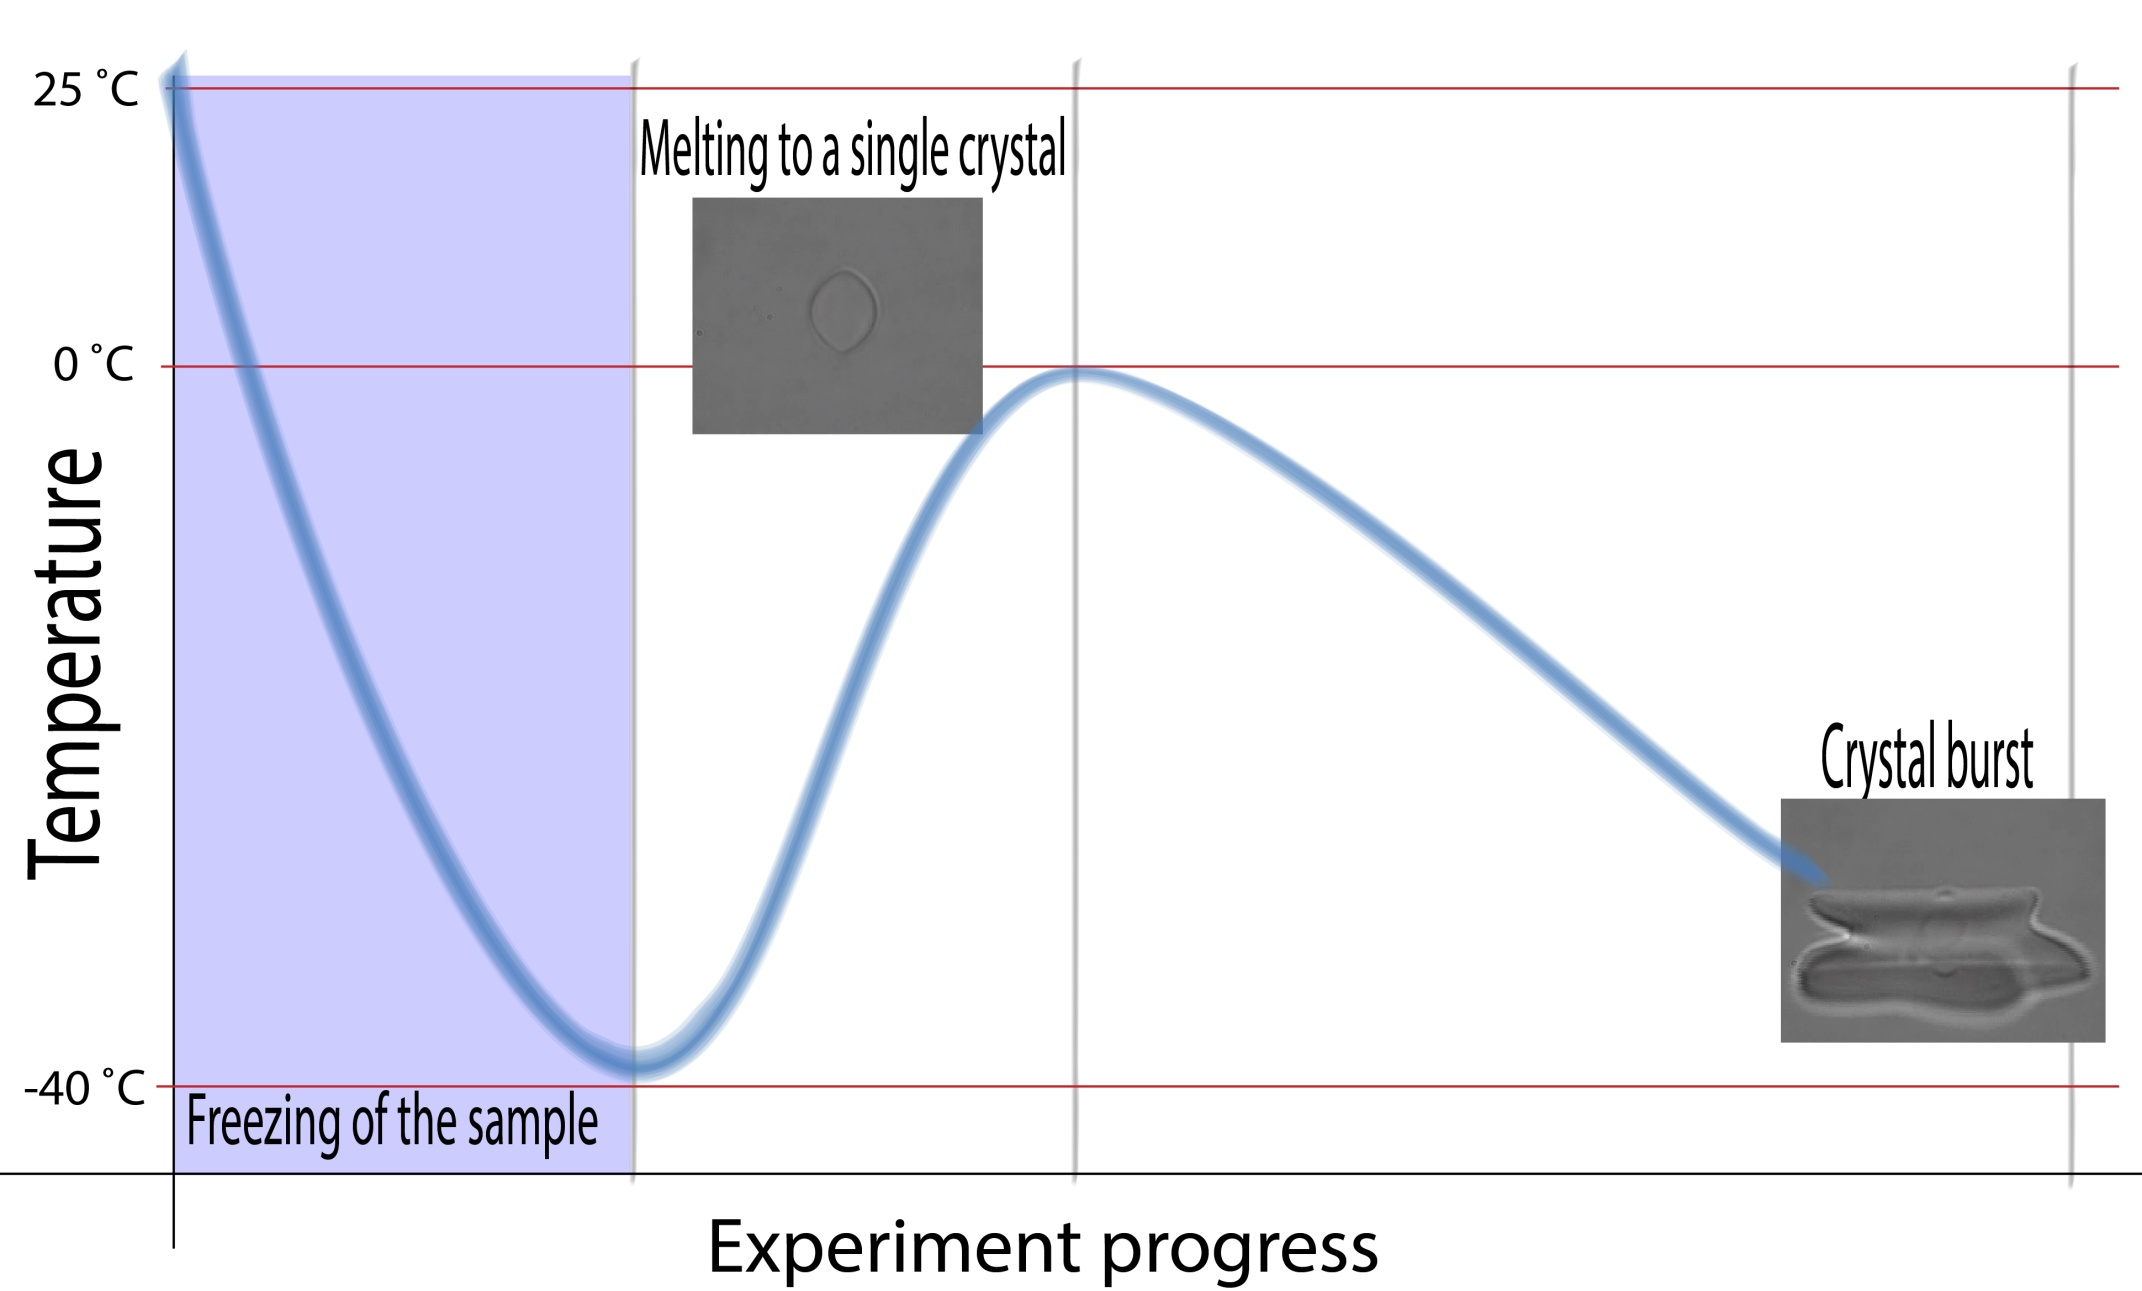 25 ˚C
Melting to a single crystal
0 ˚C
Temperature
Crystal burst
-40 ˚C
Freezing of the sample
Experiment progress